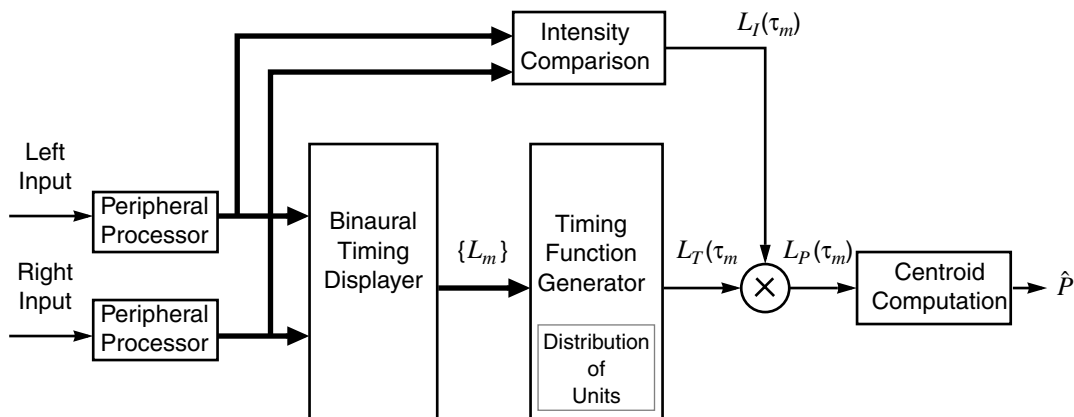 Intensity
Comparison
L_I(τ_m)
Left
Input
Peripheral
Processor
Right
Input
Peripheral
Processor
Binaural
Timing
Displayer
{L_m}
Timing
Function
Generator
Distribution
of
Units
L_T(τ_m
×
L_P(τ_m)
Centroid
Computation
P̂